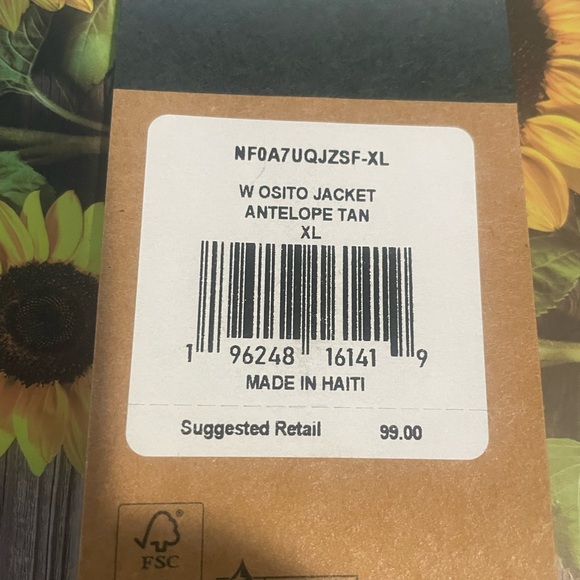 NF0A7UQJZSF-XL
W OSITO JACKET
ANTELOPE TAN
XL
1 96248 16141 9
MADE IN HAITI
Suggested Retail 99.00
FSC